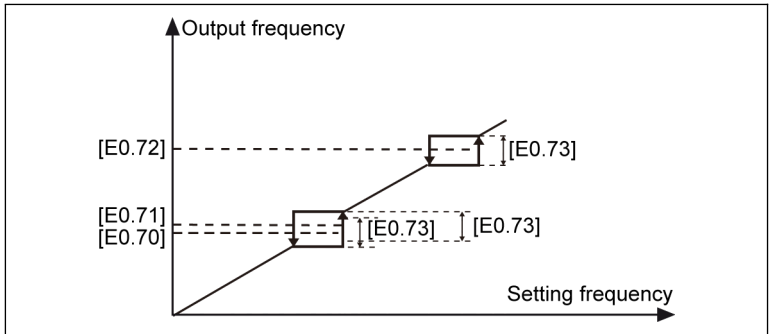 Output frequency
[E0.72]
[E0.73]
[E0.71]
[E0.70]
[E0.73]
[E0.73]
Setting frequency